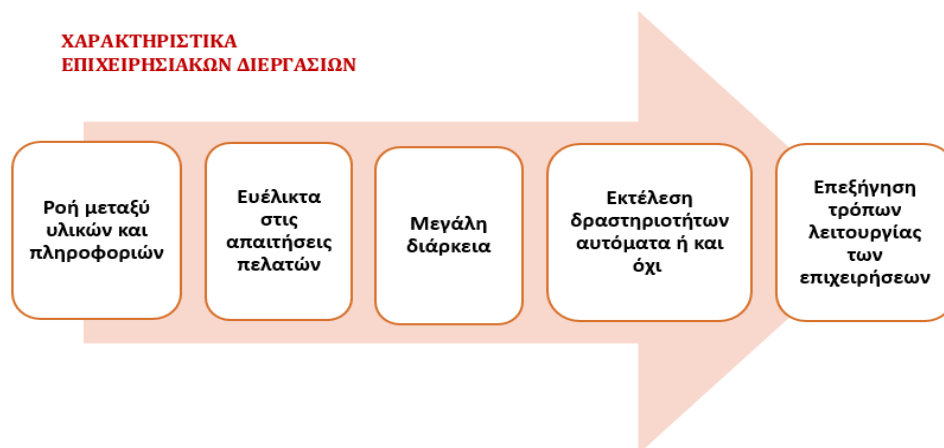 ΧΑΡΑΚΤΗΡΙΣΤΙΚΑ
ΕΠΙΧΕΙΡΗΣΙΑΚΩΝ ΔΙΕΡΓΑΣΙΩΝ
Ροή μεταξύ
υλικών και
πληροφοριών
Ευέλικτα
στις
απαιτήσεις
πελατών
Μεγάλη
διάρκεια
Εκτέλεση
δραστηριοτήτων
αυτόματα ή και
όχι
Επεξήγηση
τρόπων
λειτουργίας
των
επιχειρήσεων